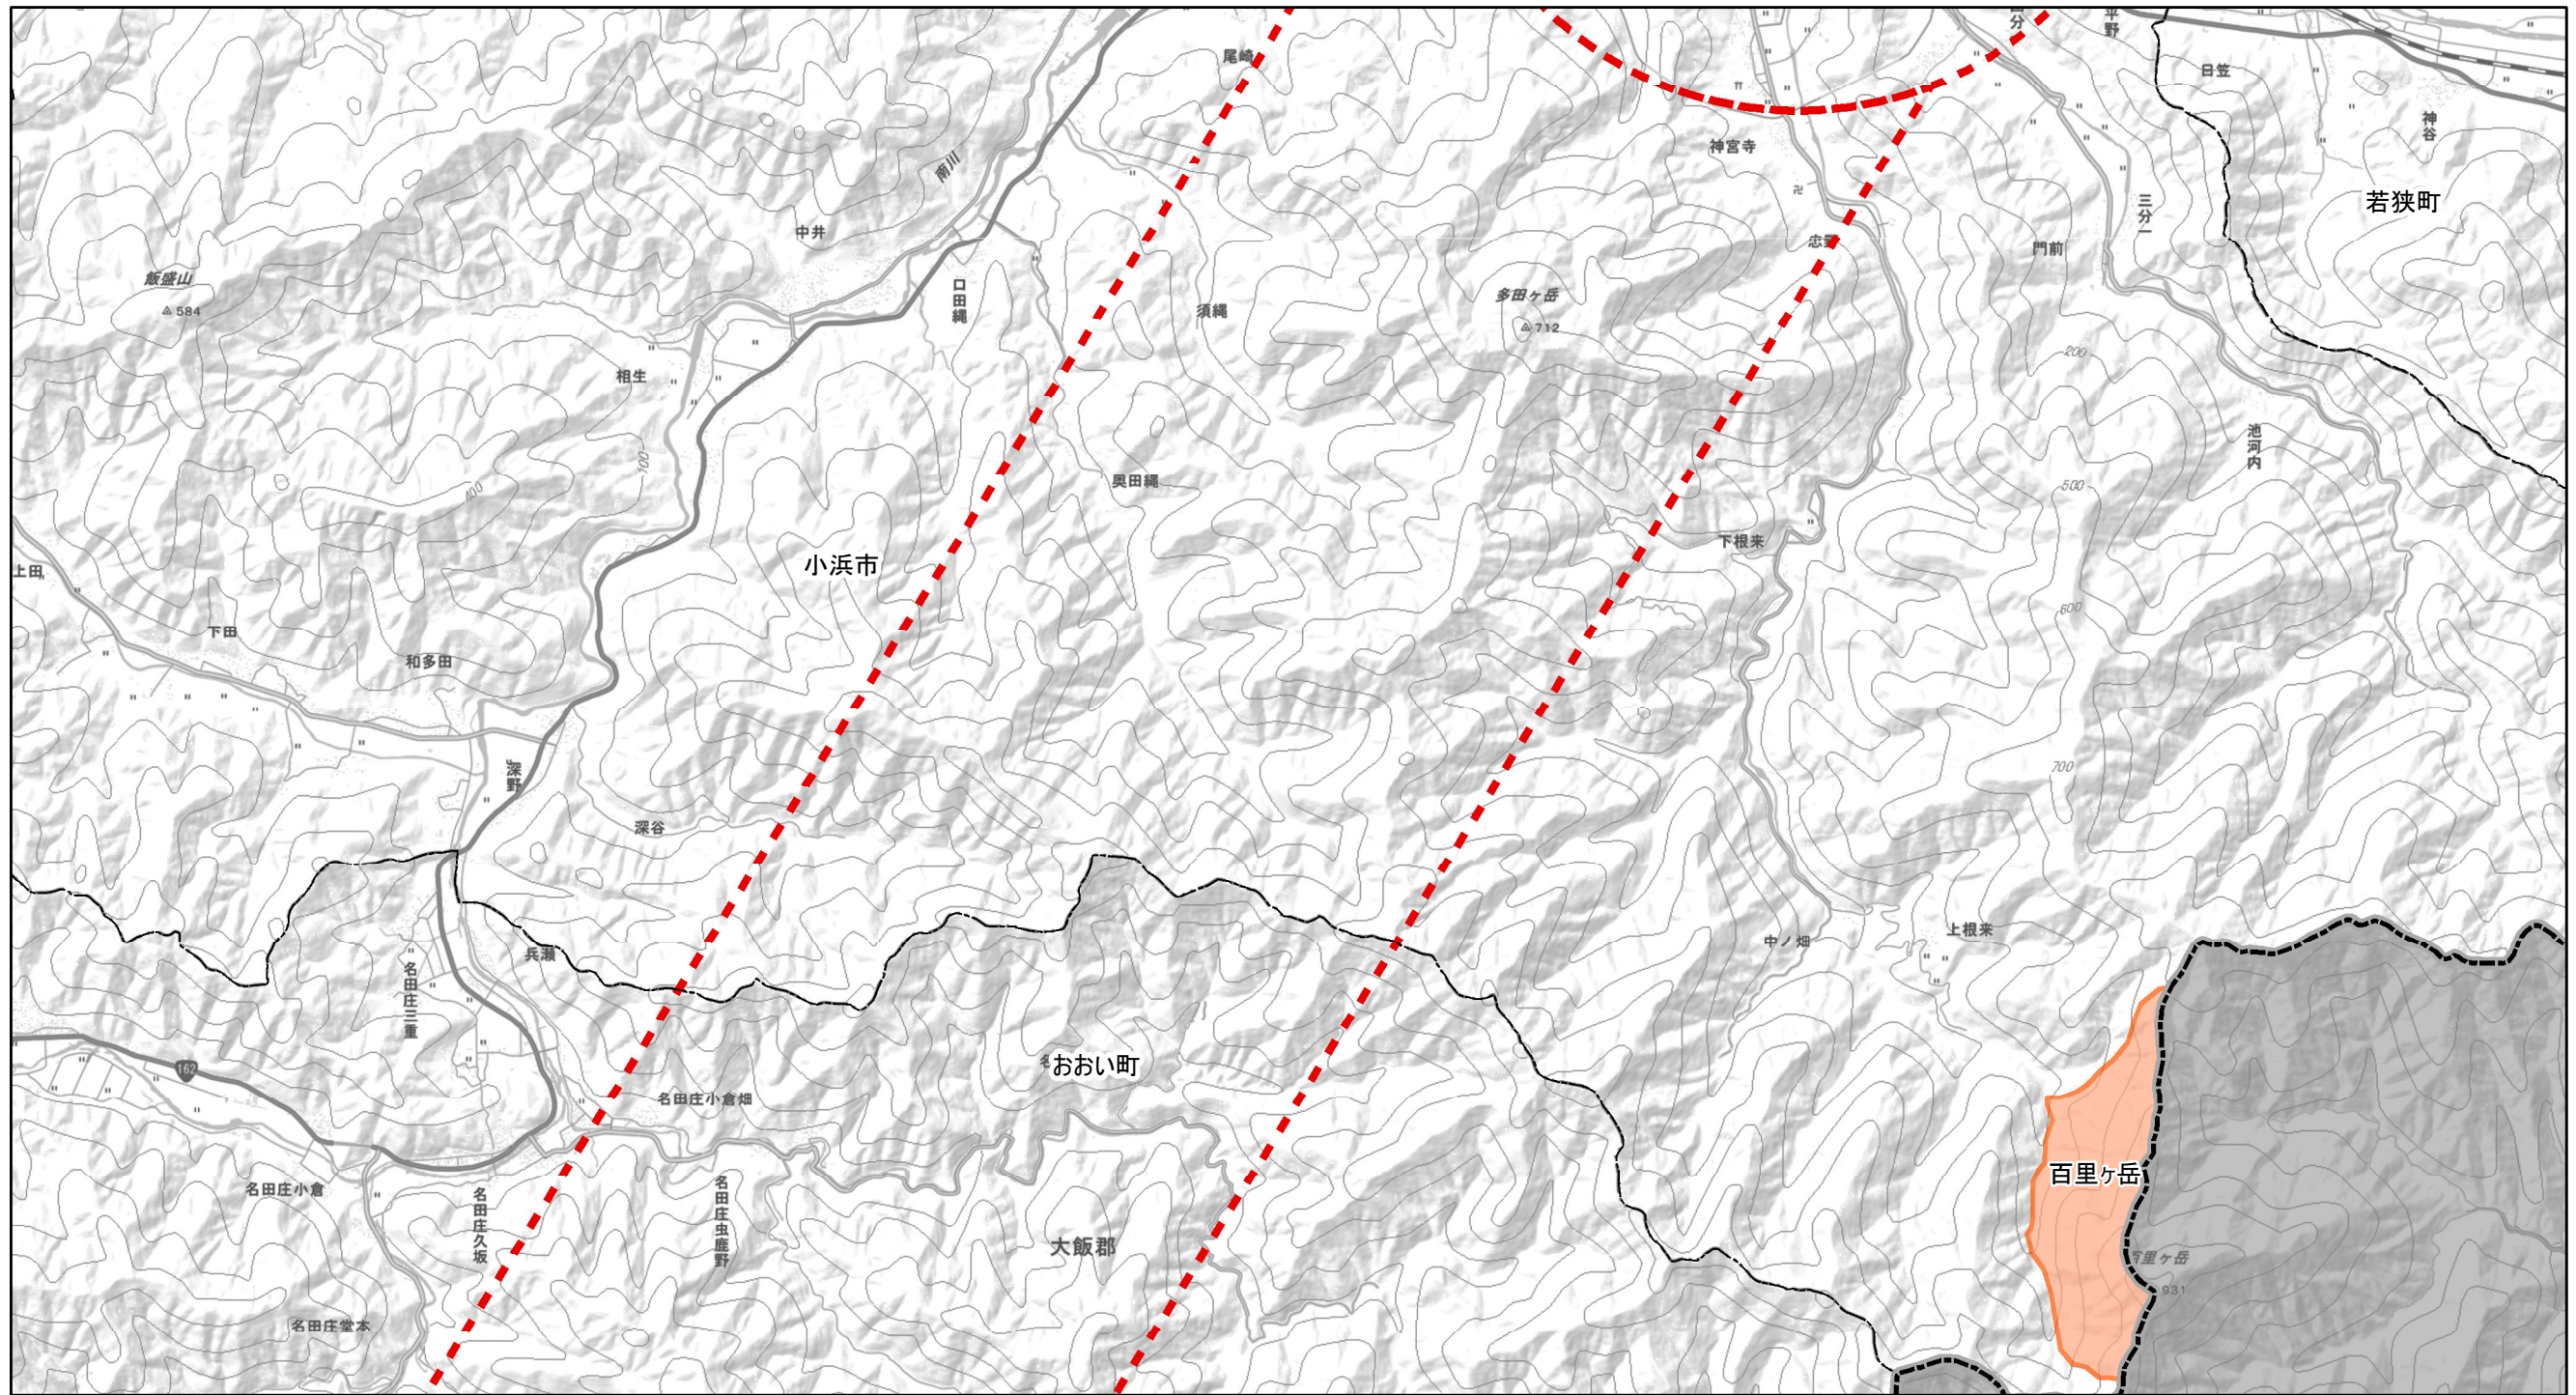 尾崎
平野
日笠
神谷
神宮寺
若狭町
三分一
門前
南川
中井
飯盛山
584
口田縄
須縄
多田ヶ岳
712
相生
200
池河内
100
400
奥田縄
500
下根来
小浜市
上田
600
下田
和多田
深野
700
深谷
中ノ畑
上根来
兵瀬
名田庄三重
162
おおい町
名田庄小倉畑
百里ヶ岳
名田庄小倉
名田庄久坂
名田庄虫鹿野
大飯郡
百里ヶ岳
931
名田庄堂本